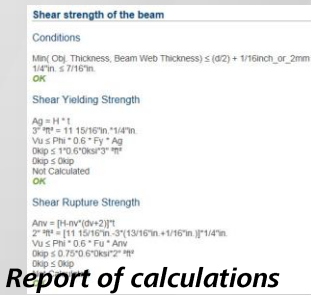 Shear strength of the beam
Conditions
Min( Obj. Thickness, Beam Web Thickness) ≤ (d/2) + 1/16inch_or_2mm
1/4"in. ≤ 7/16"in.
OK
Shear Yielding Strength
Ag = H * t
3" ³ft² = 11 15/16"in.*1/4"in.
Vu ≤ Phi * 0.6 * Fy * Ag
0kip ≤ 1*0.6*0ksi*3" ³ft²
0kip ≤ 0kip
Not Calculated
OK
Shear Rupture Strength
Anv = [H-nv*(dv+2)]*t
2" ³ft² = [11 15/16"in.-3*(13/16"in.+1/16"in.)]*1/4"in.
Vu ≤ Phi * 0.6 * Fu * Anv
0kip ≤ 0.75*0.6*0ksi*2" ³ft²
0kip ≤ 0kip
Report of calculations